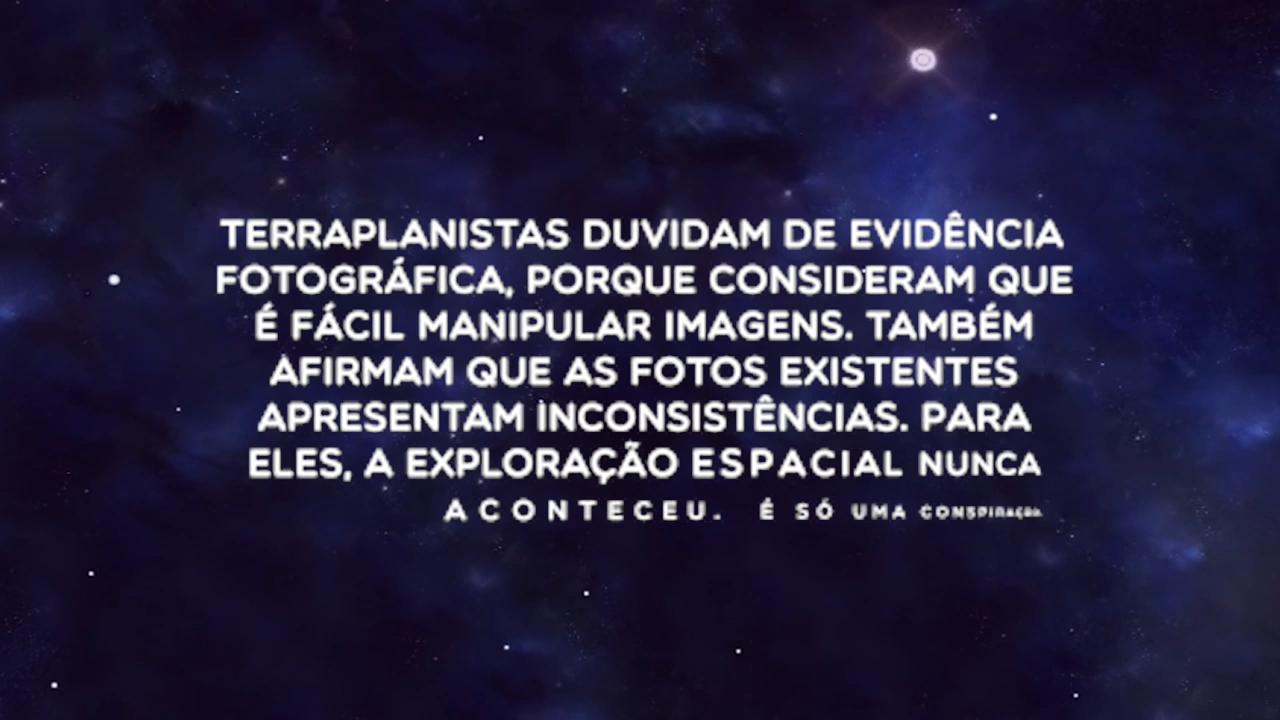 TERRAPLANISTAS DUVIDAM DE EVIDÊNCIA
FOTOGRÁFICA, PORQUE CONSIDERAM QUE
É FÁCIL MANIPULAR IMAGENS. TAMBÉM
AFIRMAM QUE AS FOTOS EXISTENTES
APRESENTAM INCONSISTÊNCIAS. PARA
ELES, A EXPLORAÇÃO ESPACIAL NUNCA
ACONTECEU. É SÓ UMA CONSPIRAÇÃO.